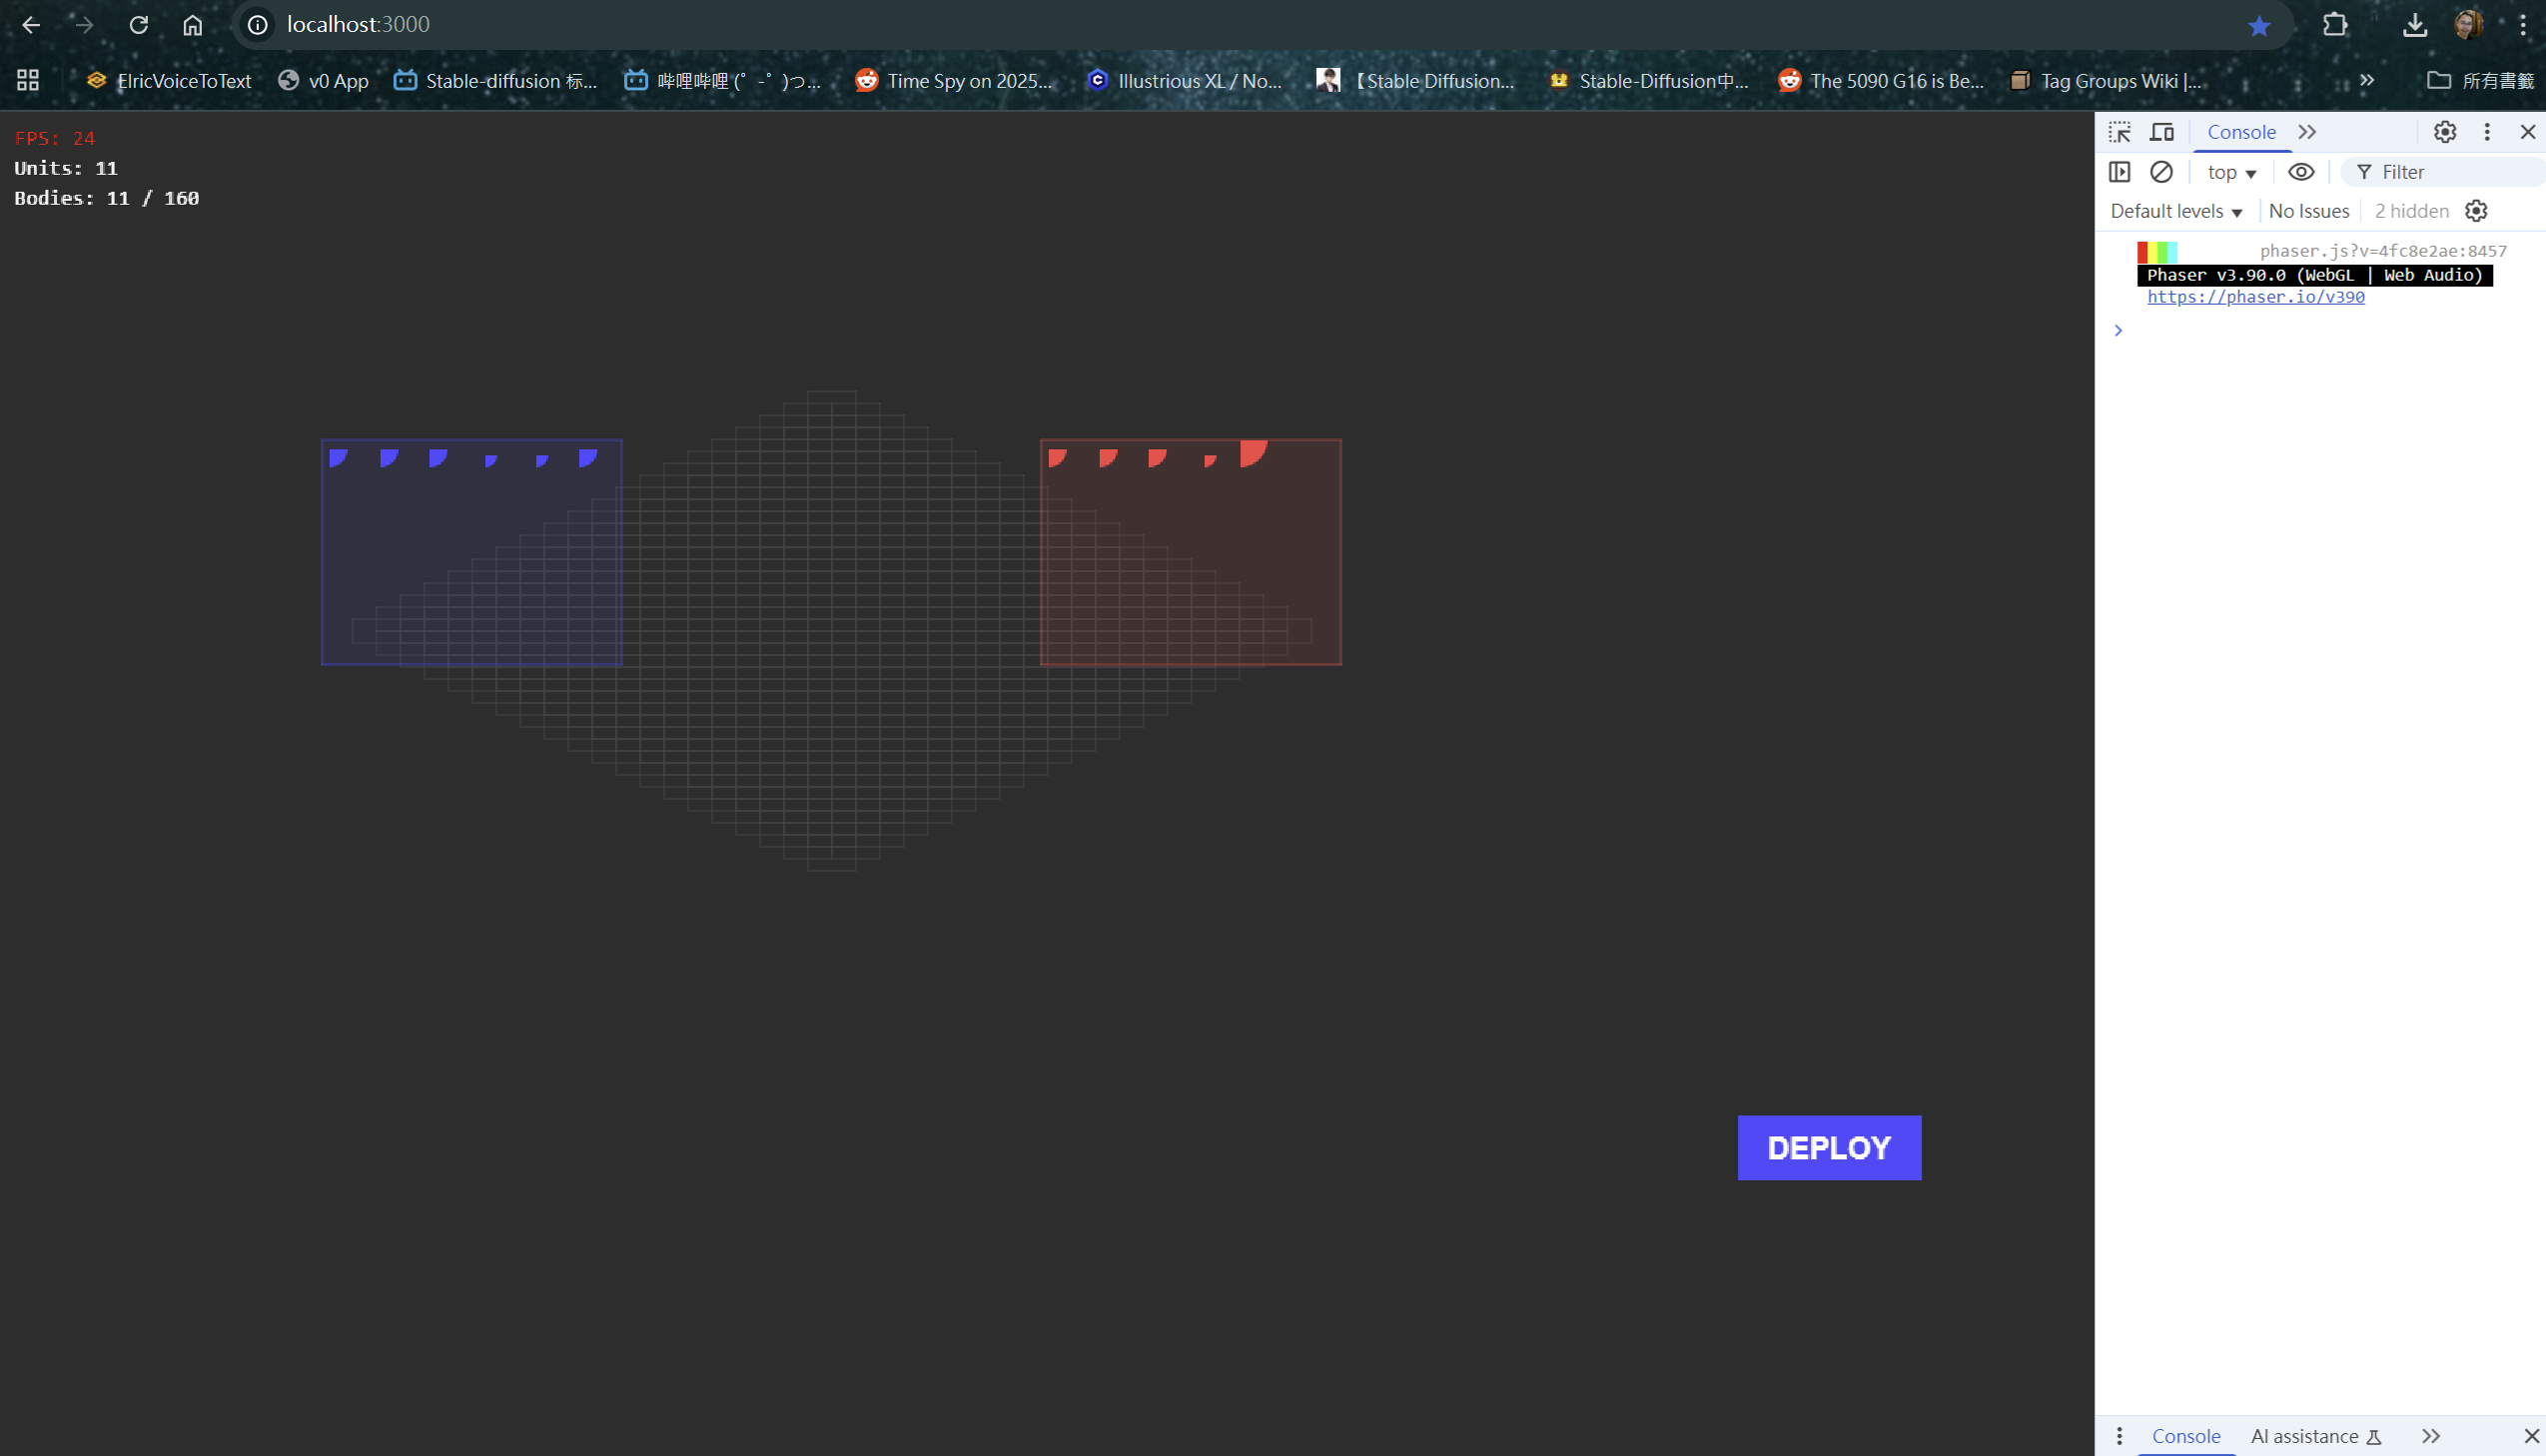 localhost:3000
ElricVoiceToText
v0 App
Stable-diffusion 标...
哔哩哔哩 (゜-゜)つ...
Time Spy on 2025...
Illustrious XL / No...
【Stable Diffusion...
Stable-Diffusion中...
The 5090 G16 is Be...
Tag Groups Wiki |...
所有書籤
FPS: 24
Units: 11
Bodies: 11 / 160
DEPLOY
Console
top
Filter
Default levels
No Issues
2 hidden
phaser.js?v=4fc8e2ae:8457
Phaser v3.90.0 (WebGL | Web Audio)
https://phaser.io/v390
Console
AI assistance